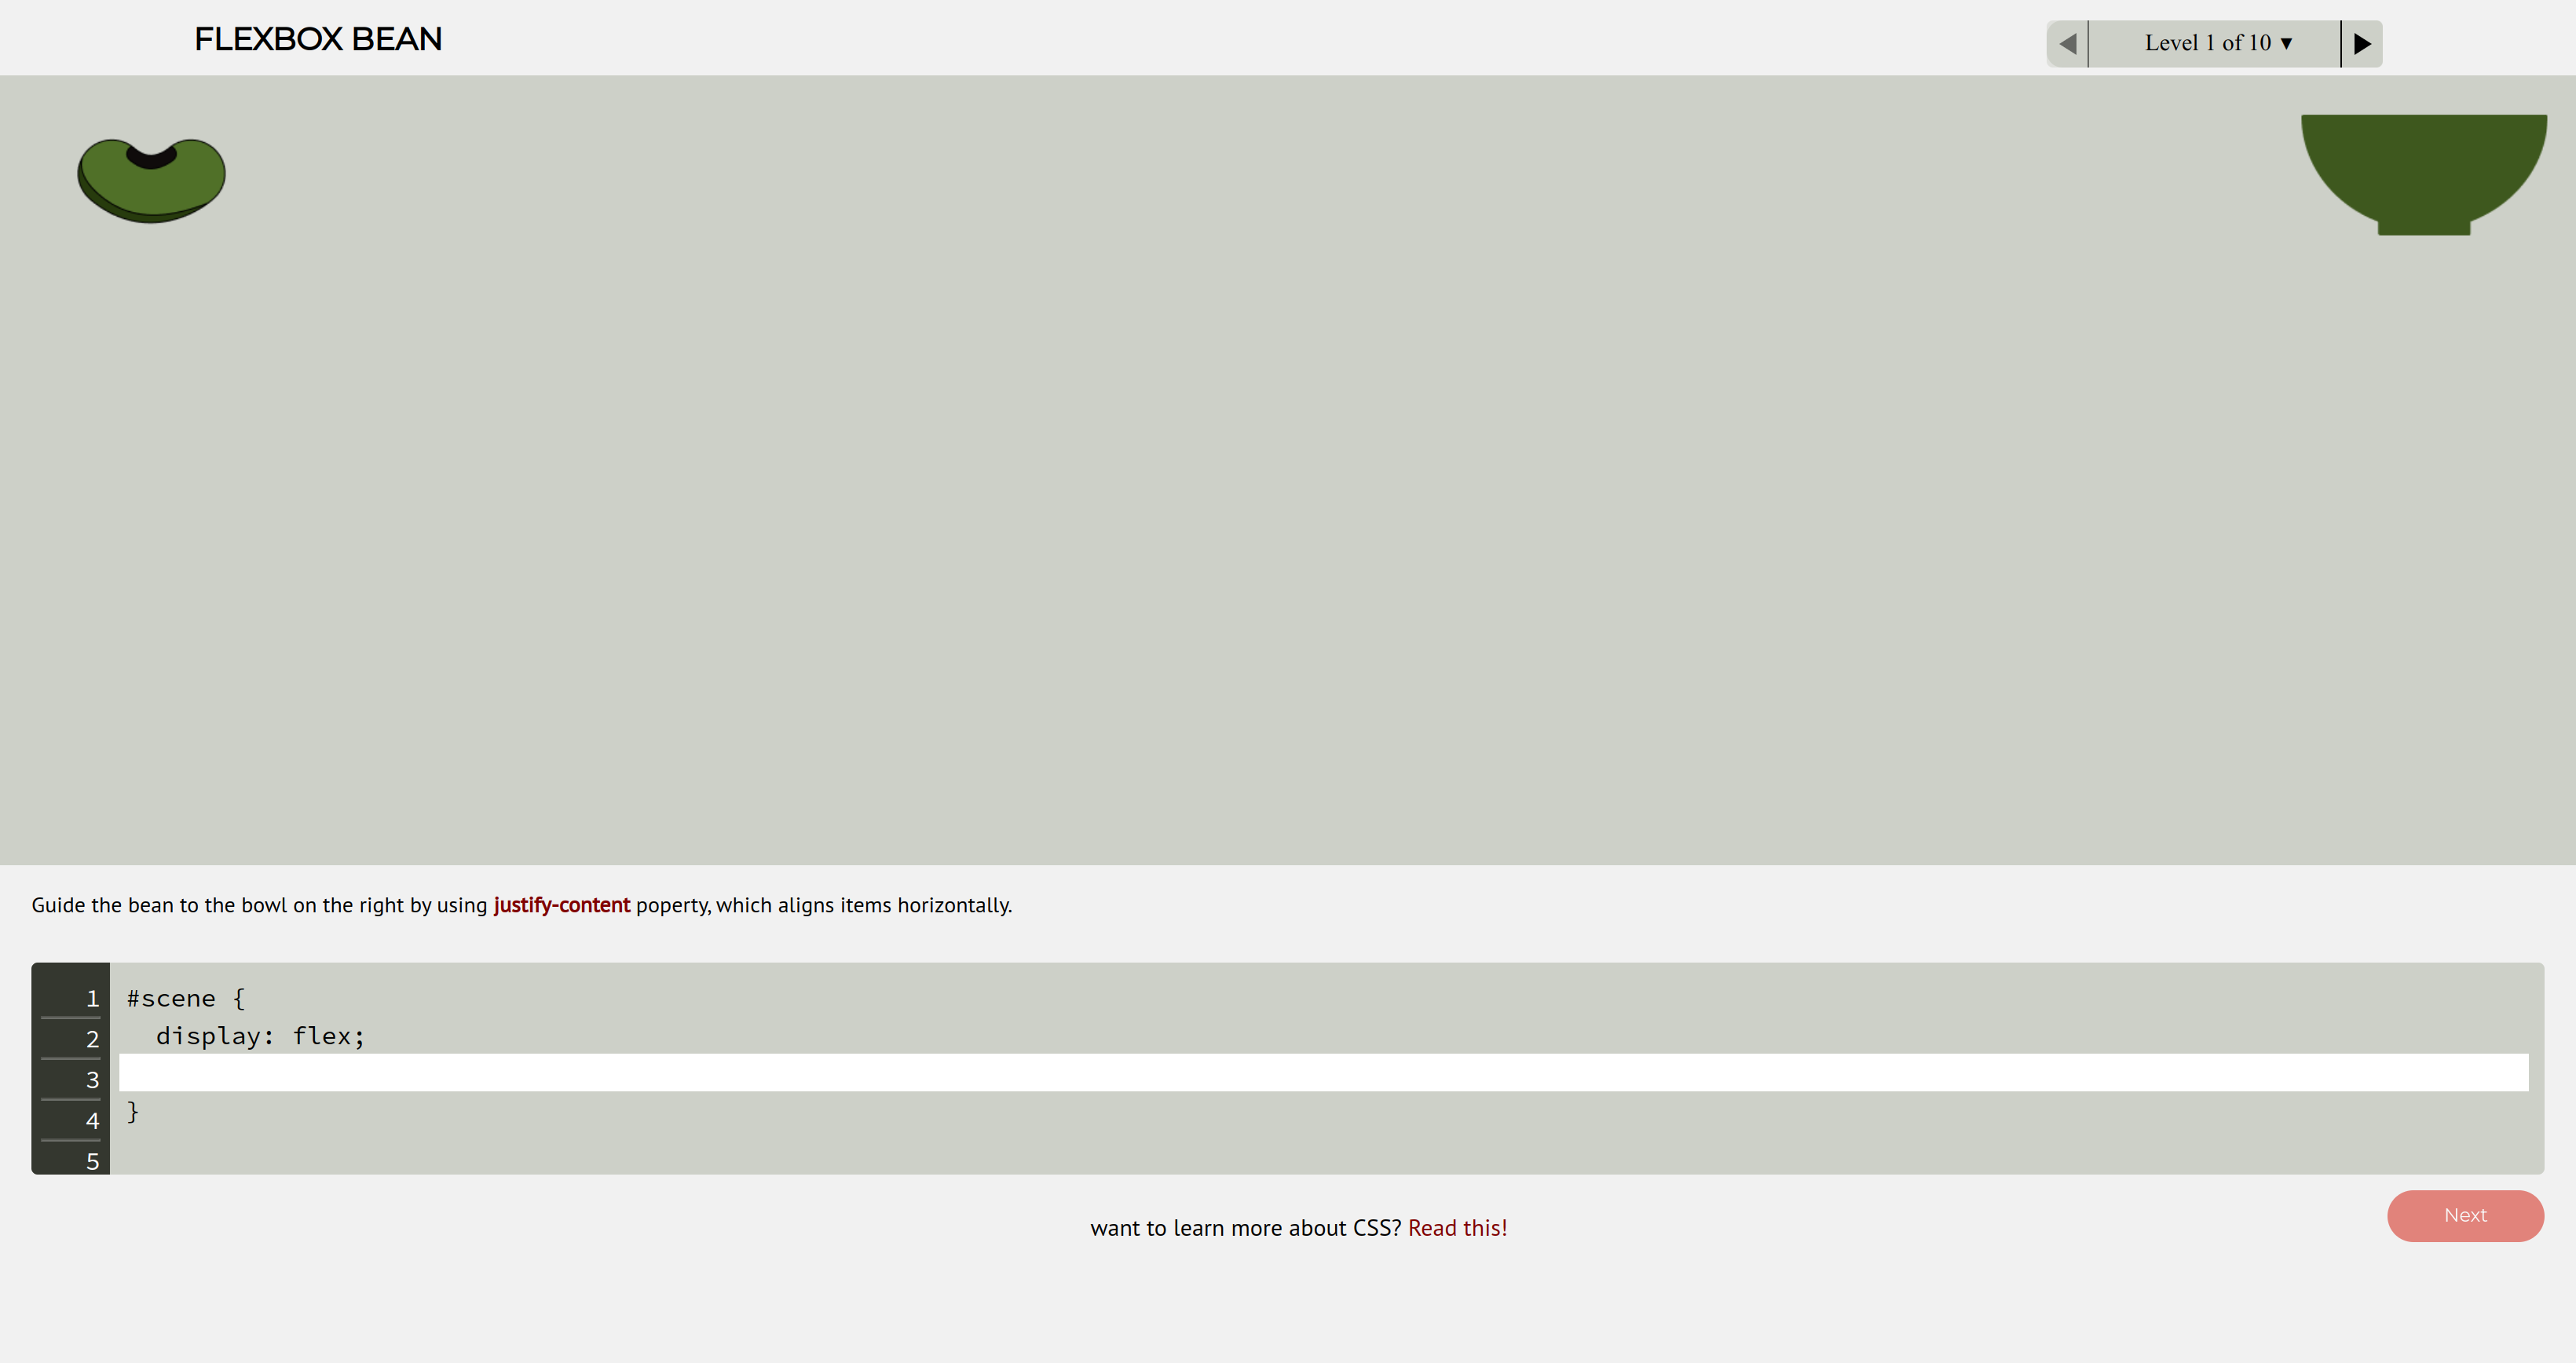 FLEXBOX BEAN
◀ Level 1 of 10 ▼ ▶
Guide the bean to the bowl on the right by using justify-content poperty, which aligns items horizontally.
1 #scene {
2 display: flex;
3
4 }
5
want to learn more about CSS? Read this!
Next